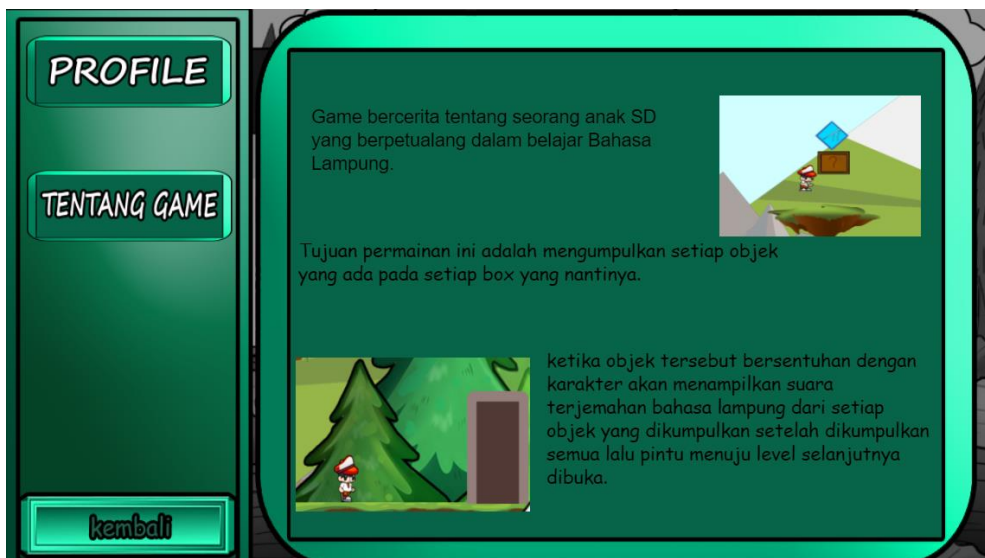 PROFILE
TENTANG GAME
kembali
Game bercerita tentang seorang anak SD
yang berpetualang dalam belajar Bahasa
Lampung.
?
Tujuan permainan ini adalah mengumpulkan setiap objek
yang ada pada setiap box yang nantinya.
ketika objek tersebut bersentuhan dengan
karakter akan menampilkan suara
terjemahan bahasa lampung dari setiap
objek yang dikumpulkan setelah dikumpulkan
semua lalu pintu menuju level selanjutnya
dibuka.